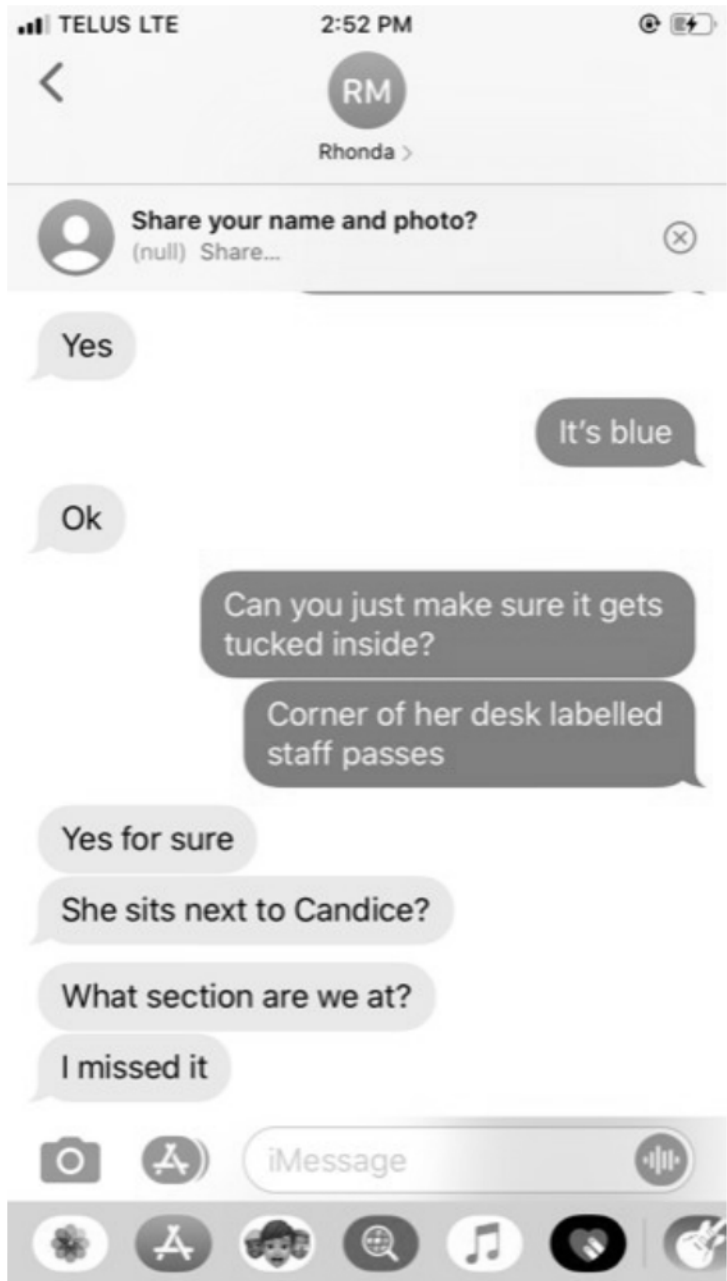 TELUS LTE 2:52 PM
RM
Rhonda >
Share your name and photo?
(null) Share...
Yes
It's blue
Ok
Can you just make sure it gets
tucked inside?
Corner of her desk labelled
staff passes
Yes for sure
She sits next to Candice?
What section are we at?
I missed it
iMessage